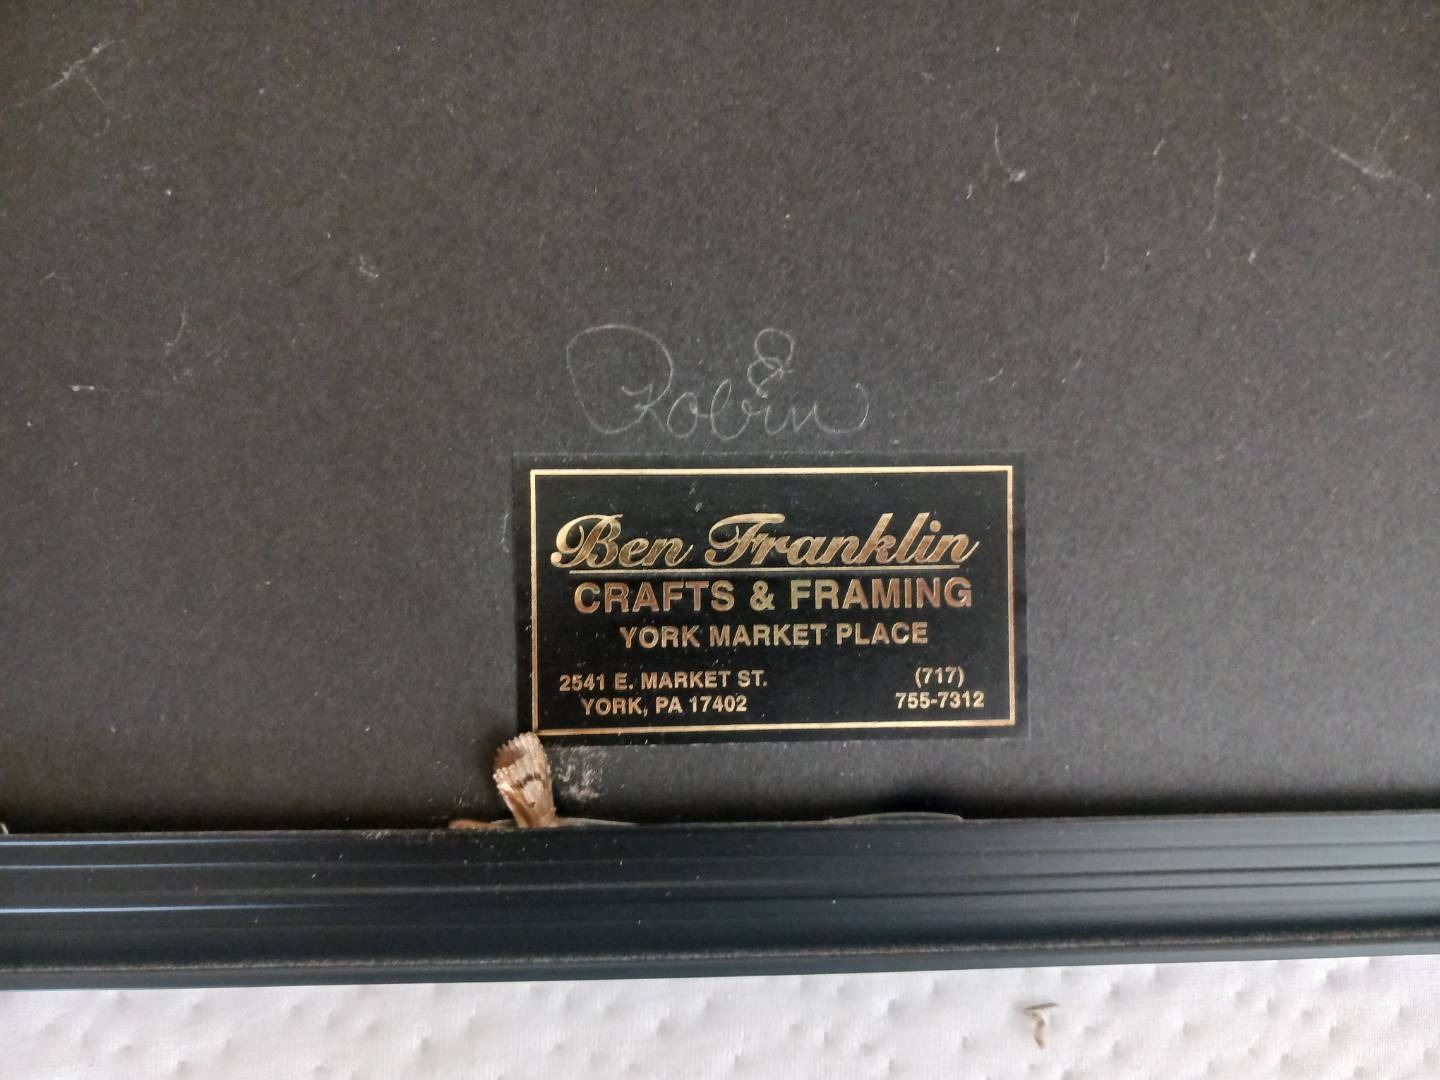 Robin
Ben Franklin
CRAFTS & FRAMING
YORK MARKET PLACE
2541 E. MARKET ST.
YORK, PA 17402
(717)
755-7312